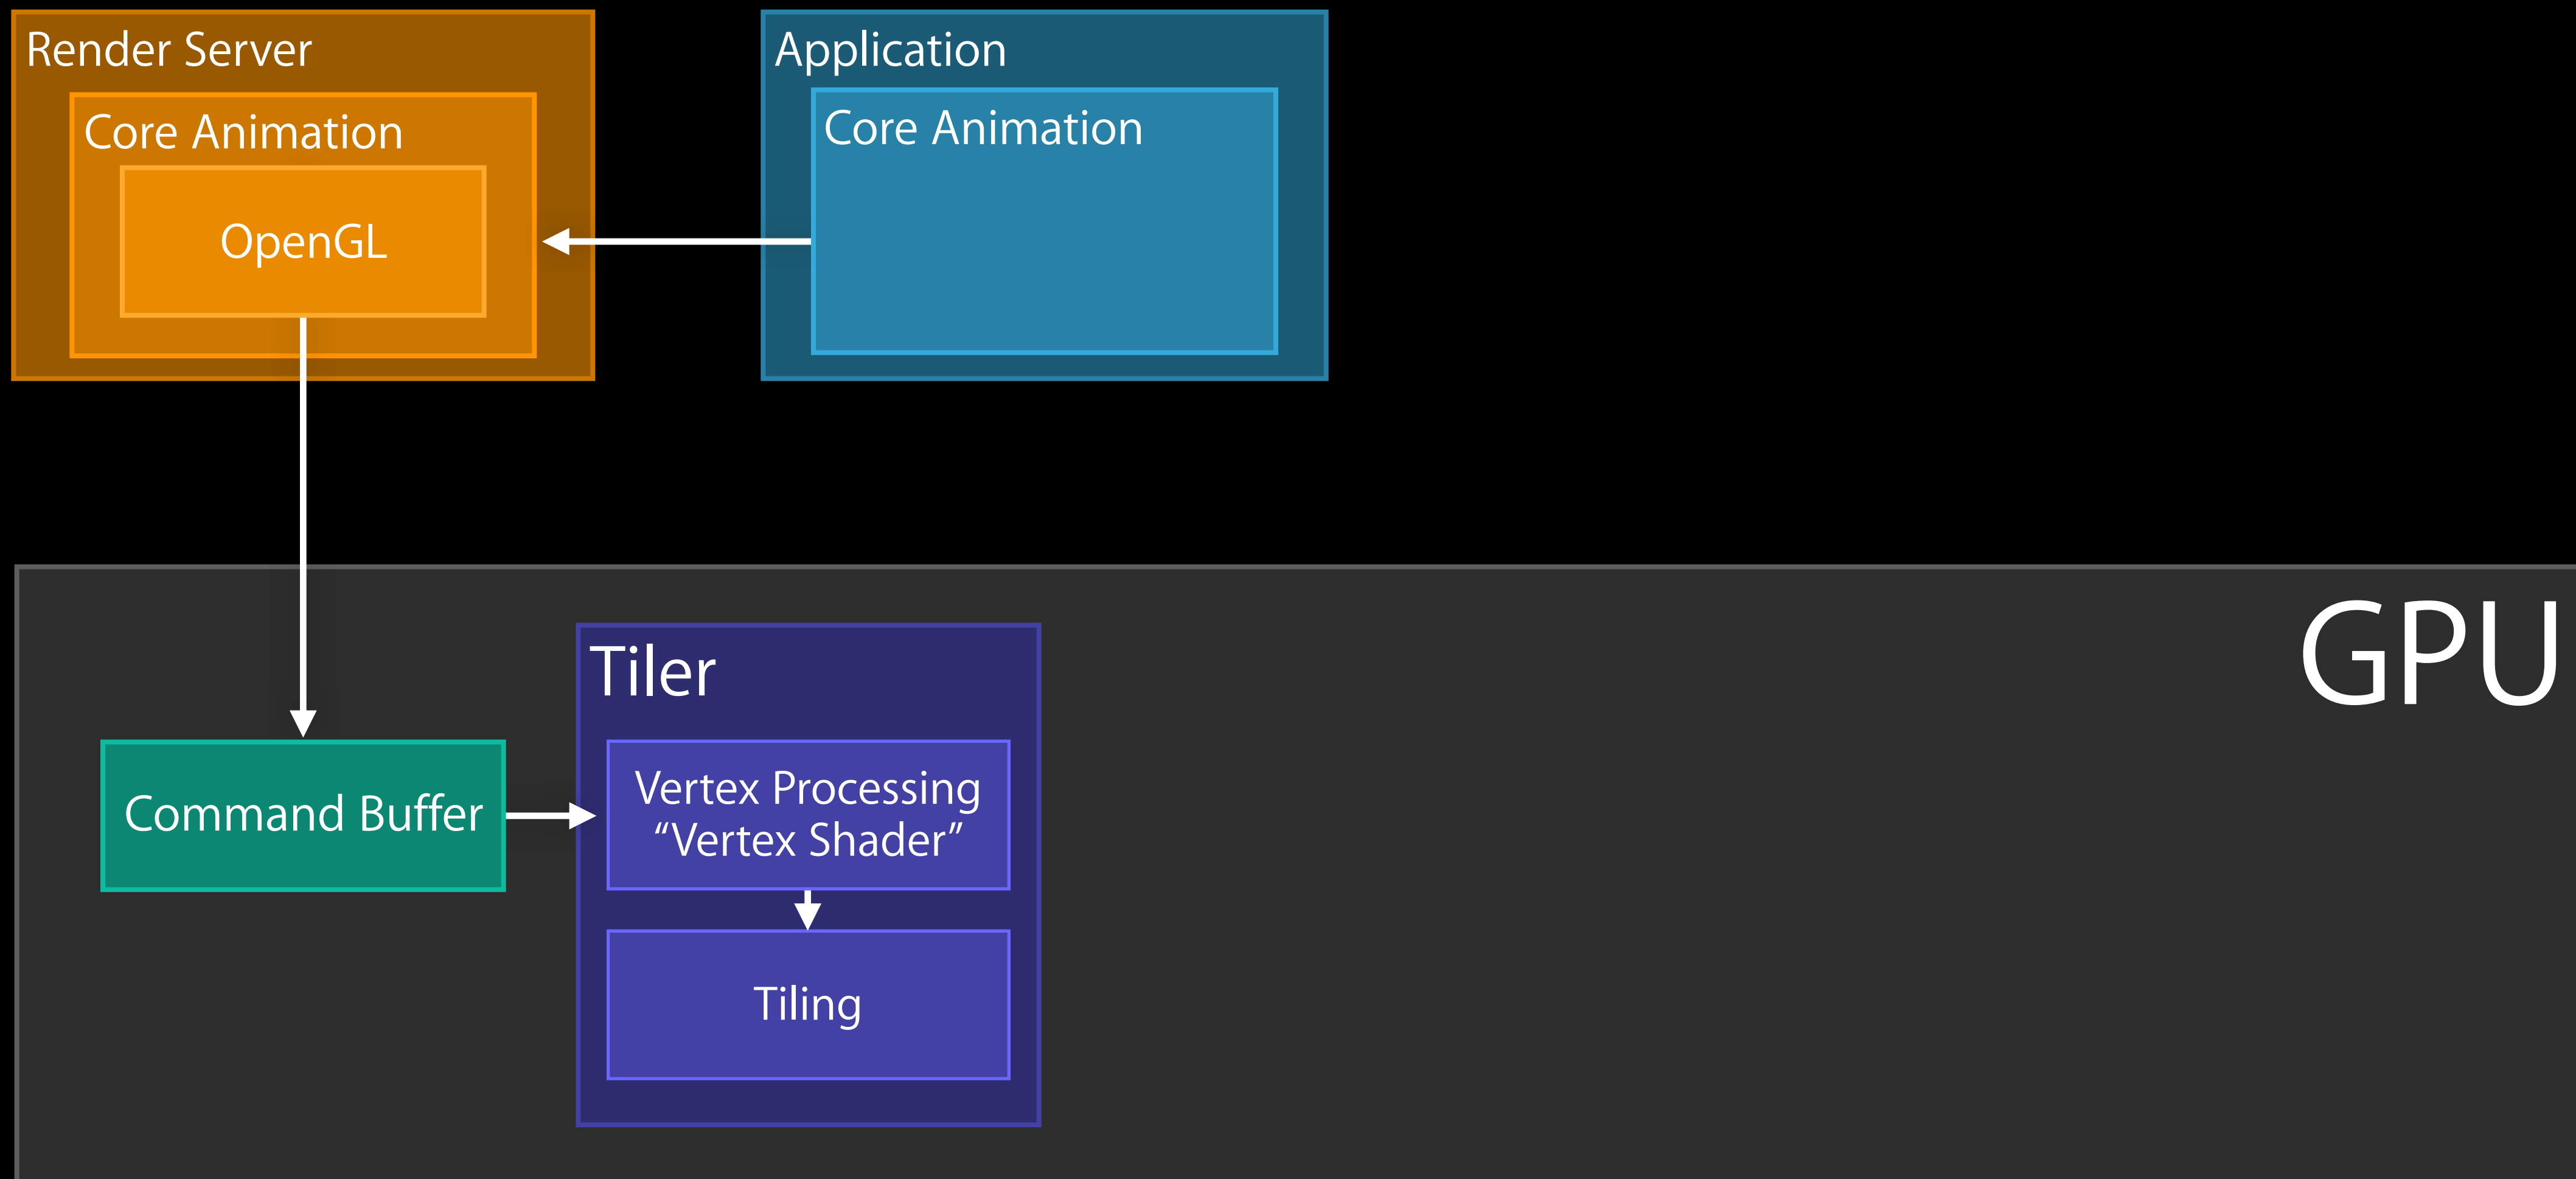 Render Server
Core Animation
OpenGL
Application
Core Animation
GPU
Command Buffer
Tiler
Vertex Processing
“Vertex Shader”
Tiling